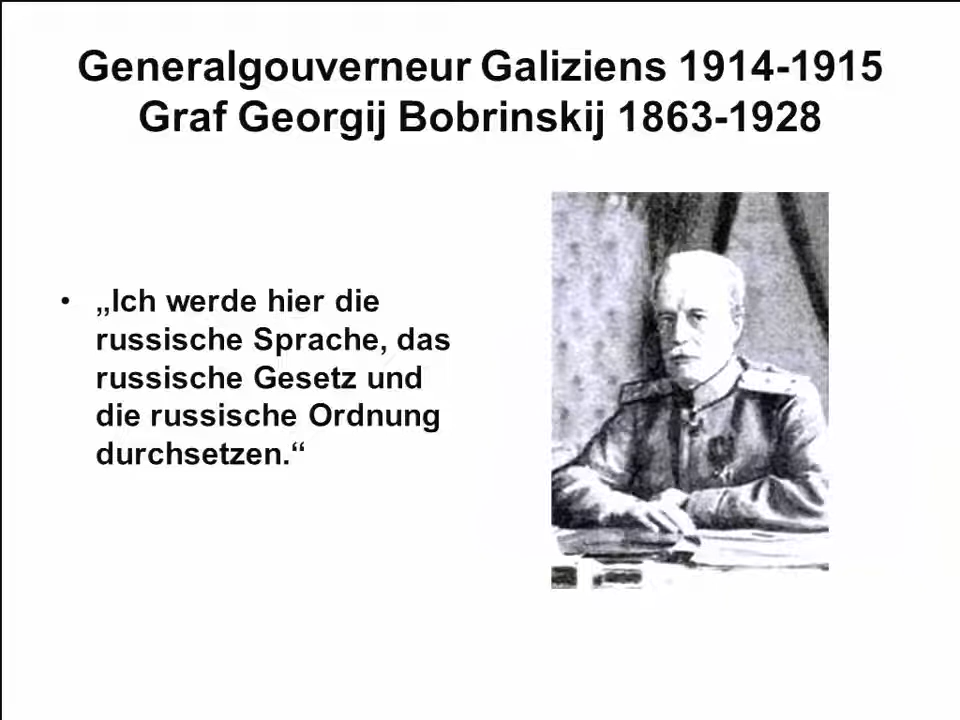 Generalgouverneur Galiziens 1914-1915
Graf Georgij Bobrinskij 1863-1928
• „Ich werde hier die
russische Sprache, das
russische Gesetz und
die russische Ordnung
durchsetzen.“